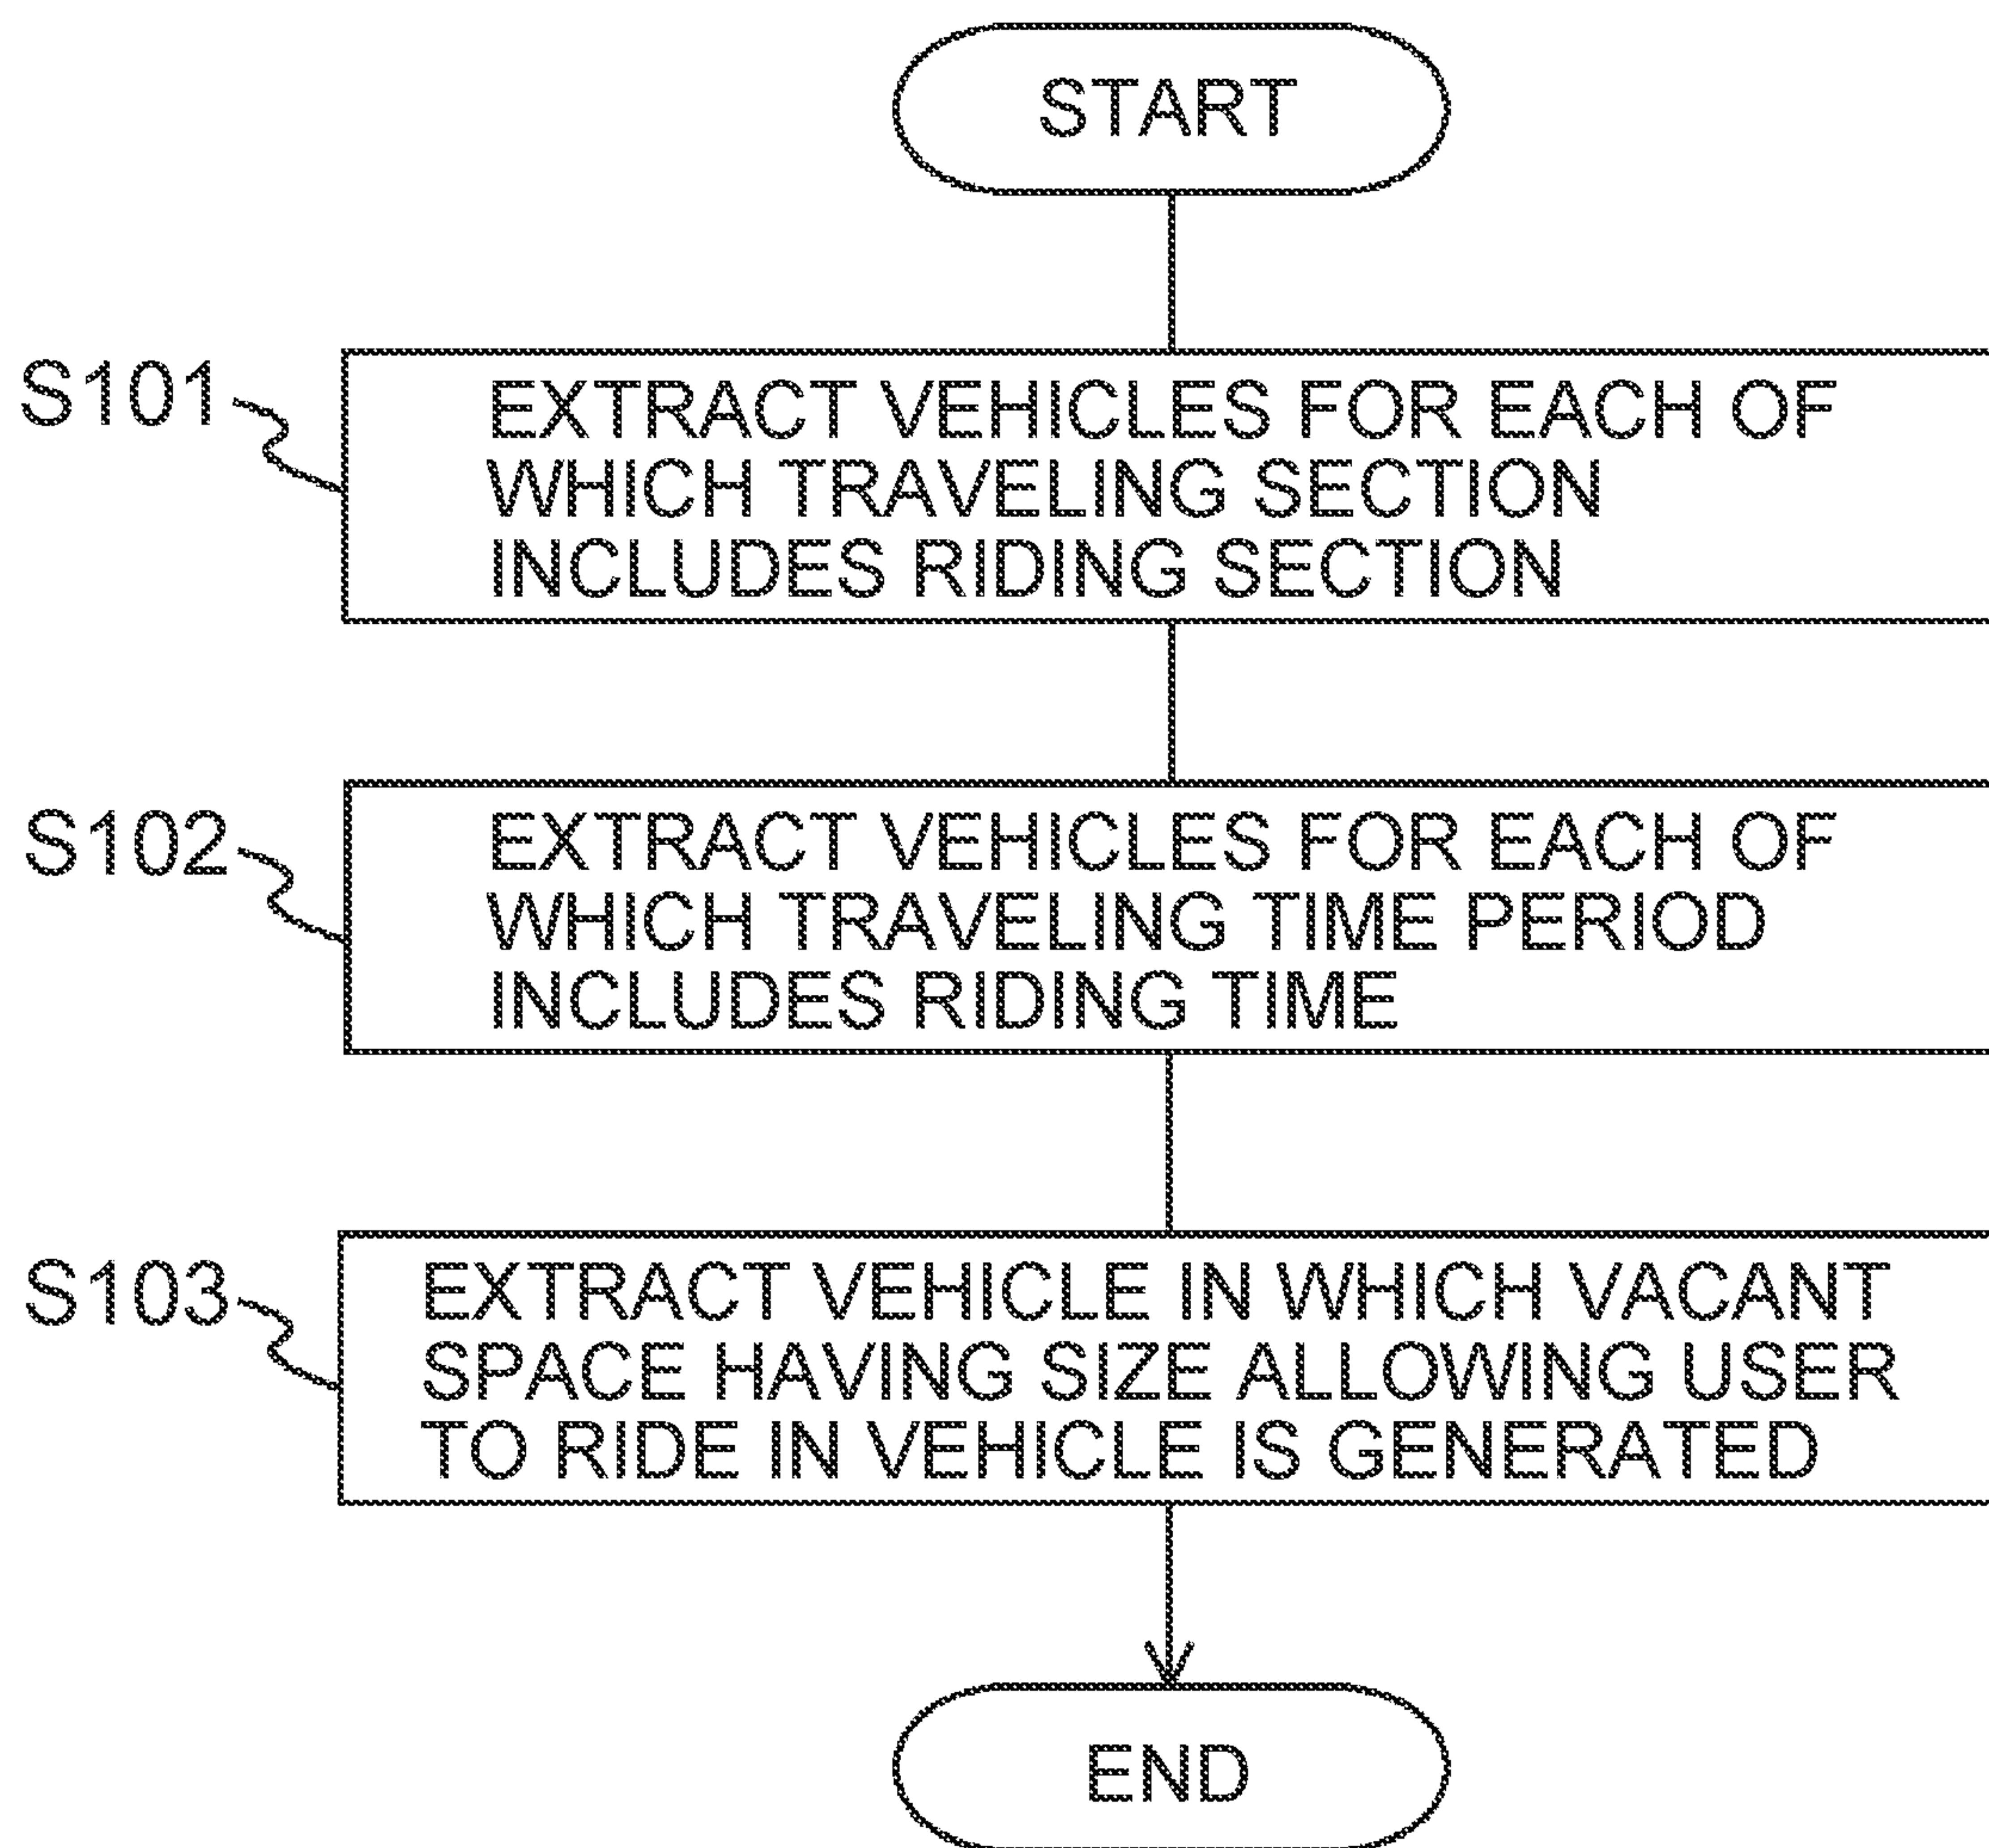 START
S101
EXTRACT VEHICLES FOR EACH OF
WHICH TRAVELING SECTION
INCLUDES RIDING SECTION
S102
EXTRACT VEHICLES FOR EACH OF
WHICH TRAVELING TIME PERIOD
INCLUDES RIDING TIME
S103
EXTRACT VEHICLE IN WHICH VACANT
SPACE HAVING SIZE ALLOWING USER
TO RIDE IN VEHICLE IS GENERATED
END